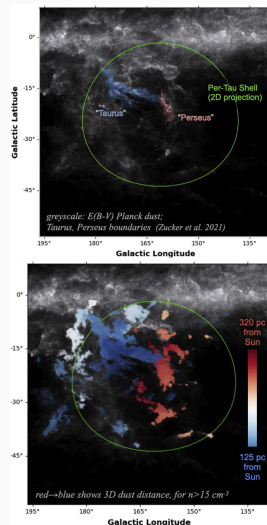 0°
-15°
-30°
-45°
Galactic Latitude
Per-Tau Shell
(2D projection)
"Taurus"
"Perseus"
greyscale: E(B-V) Planck dust;
Taurus, Perseus boundaries (Zucker et al. 2021)
195° 180° 165° 150° 135°
Galactic Longitude
0°
-15°
-30°
-45°
320 pc
from
Sun
125 pc
from
Sun
red→blue shows 3D dust distance, for n>15 cm⁻³
195° 180° 165° 150° 135°
Galactic Longitude